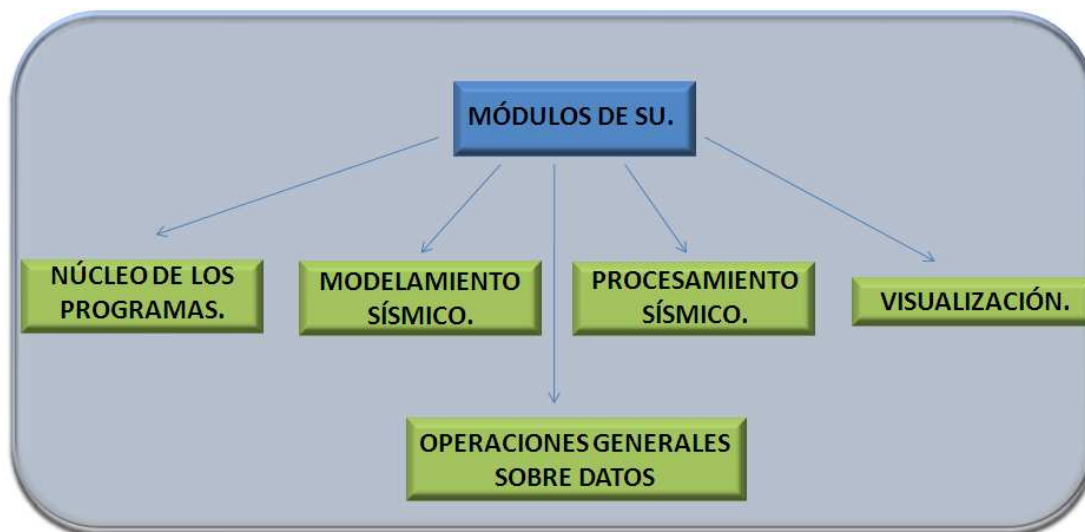 MÓDULOS DE SU.
NÚCLEO DE LOS
PROGRAMAS.
MODELAMIENTO
SÍSMICO.
PROCESAMIENTO
SÍSMICO.
VISUALIZACIÓN.
OPERACIONES GENERALES
SOBRE DATOS